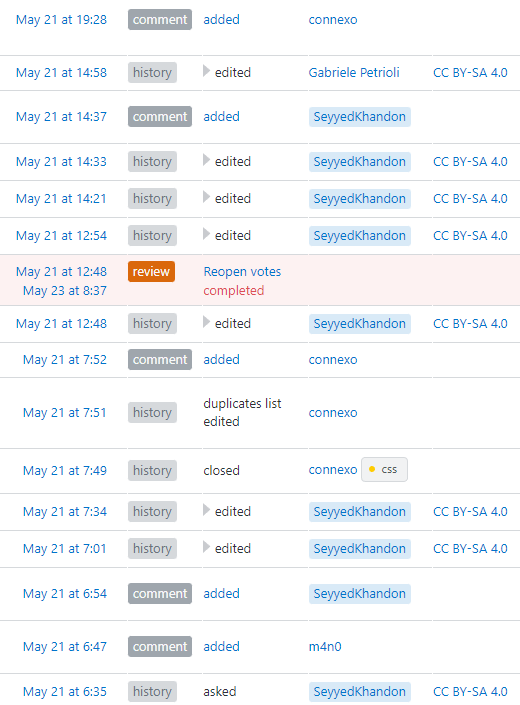 May 21 at 19:28 comment added connexo
May 21 at 14:58 history edited Gabriele Petrioli CC BY-SA 4.0
May 21 at 14:37 comment added SeyyedKhandon
May 21 at 14:33 history edited SeyyedKhandon CC BY-SA 4.0
May 21 at 14:21 history edited SeyyedKhandon CC BY-SA 4.0
May 21 at 12:54 history edited SeyyedKhandon CC BY-SA 4.0
May 21 at 12:48 review Reopen votes
May 23 at 8:37 completed
May 21 at 12:48 history edited SeyyedKhandon CC BY-SA 4.0
May 21 at 7:52 comment added connexo
May 21 at 7:51 history duplicates list edited connexo
May 21 at 7:49 history closed connexo css
May 21 at 7:34 history edited SeyyedKhandon CC BY-SA 4.0
May 21 at 7:01 history edited SeyyedKhandon CC BY-SA 4.0
May 21 at 6:54 comment added SeyyedKhandon
May 21 at 6:47 comment added m4n0
May 21 at 6:35 history asked SeyyedKhandon CC BY-SA 4.0